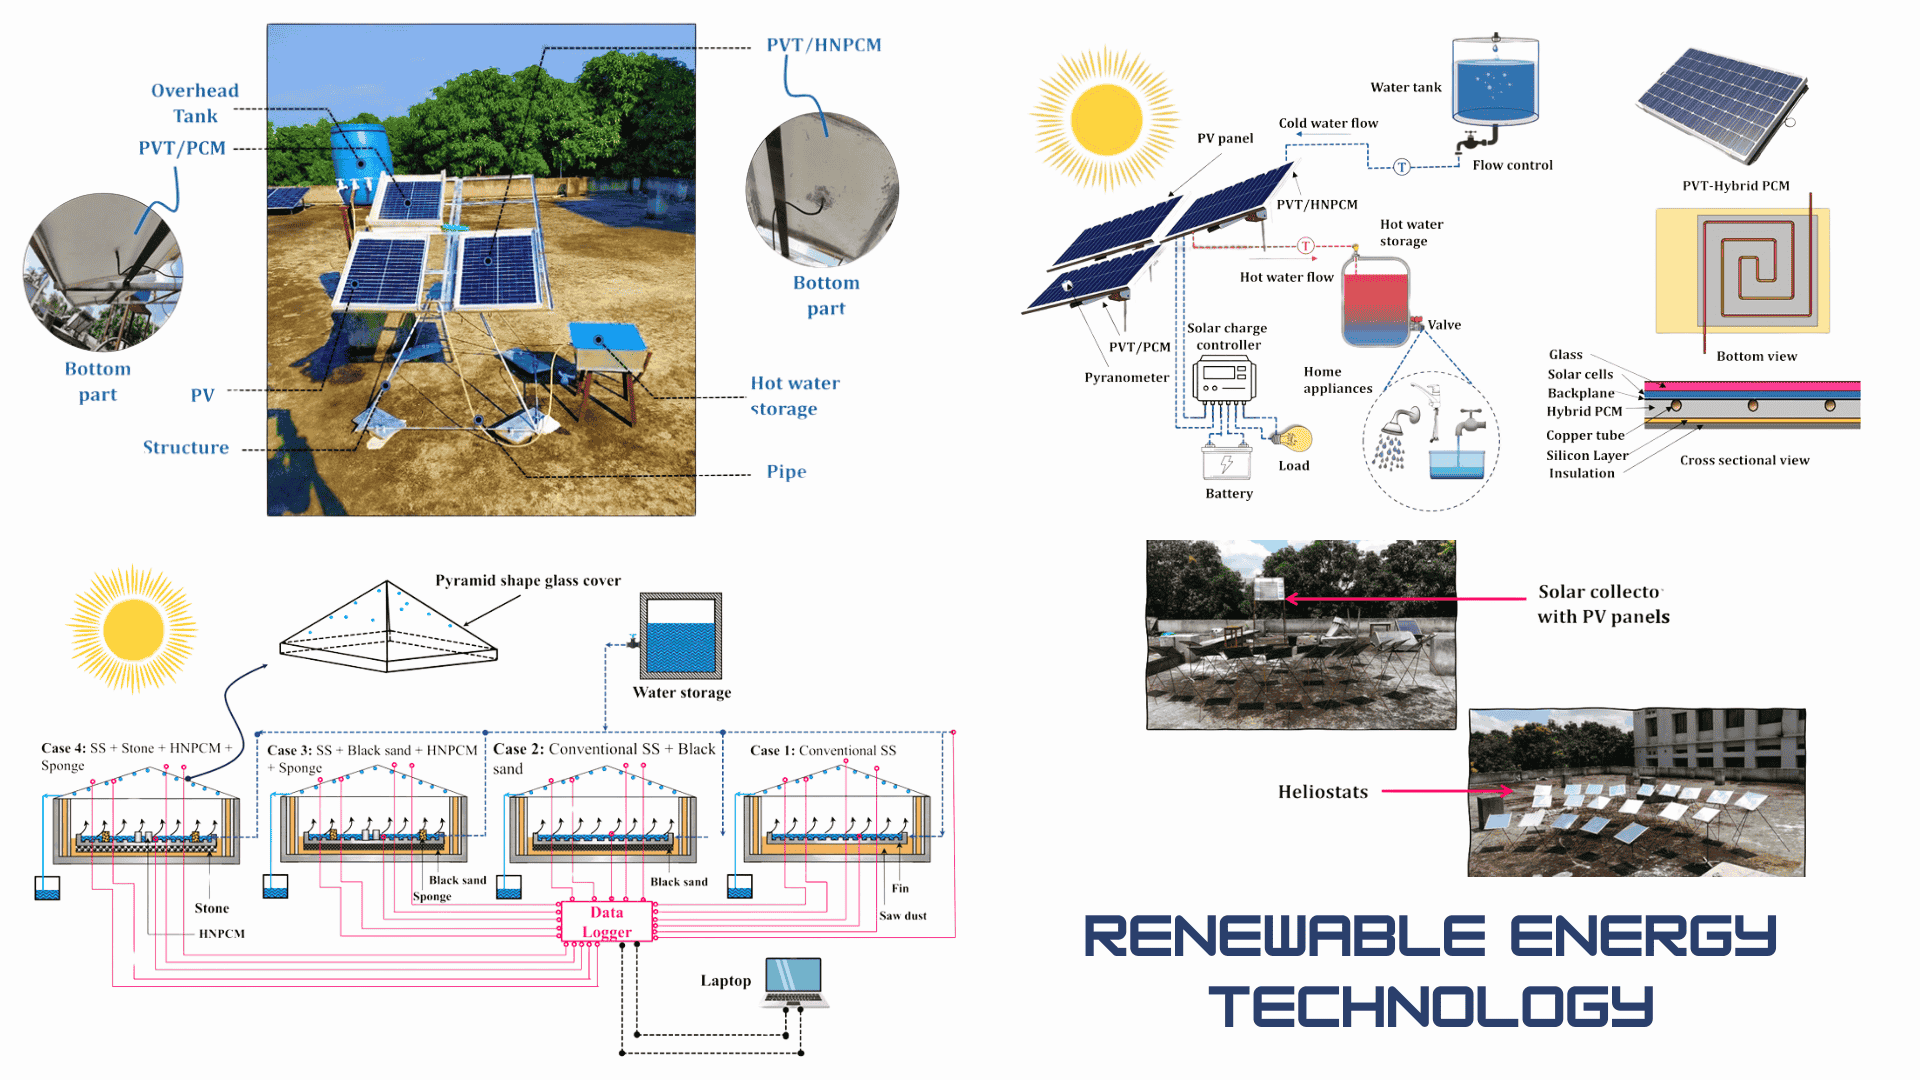 PVT/HNPCM
Overhead
Tank
PVT/PCM
Bottom
part
Bottom
part
PV
Hot water
storage
Structure
Pipe
Water tank
Cold water flow
PV panel
Flow control
PVT/HNPCM
Hot water
storage
T
T
Hot water flow
Valve
Solar charge
controller
PVT/PCM
Pyranometer
Home
appliances
Load
Battery
PVT-Hybrid PCM
Bottom view
Glass
Solar cells
Backplane
Hybrid PCM
Copper tube
Silicon Layer
Insulation
Cross sectional view
Pyramid shape glass cover
Water storage
Case 4: SS + Stone + HNPCM +
Sponge
Case 3: SS + Black sand + HNPCM
+ Sponge
Case 2: Conventional SS + Black
sand
Case 1: Conventional SS
Black sand
Sponge
Black sand
Fin
Saw dust
Stone
HNPCM
Data
Logger
Laptop
Solar collecto
with PV panels
Heliostats
RENEWABLE ENERGY
TECHNOLOGY